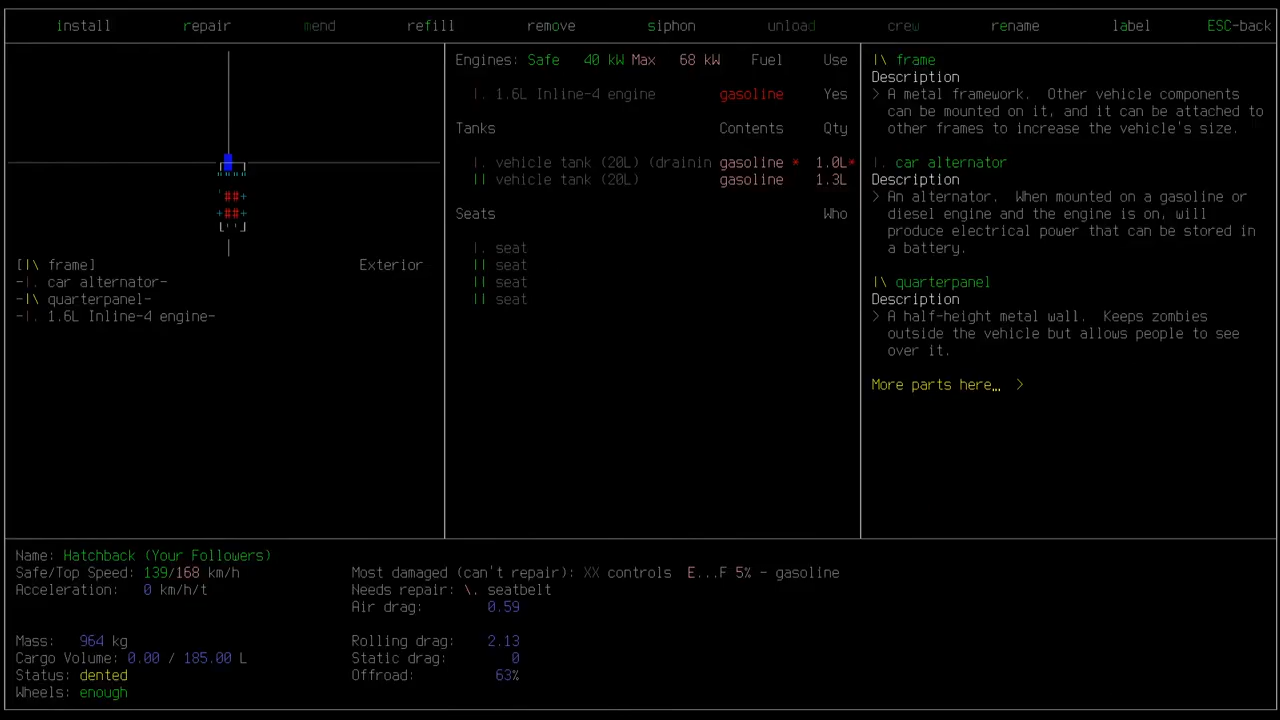 install repair mend refill remove siphon unload crew rename label ESC-back
Engines: Safe 40 kW Max 68 kW Fuel Use
|. 1.6L Inline-4 engine gasoline Yes
Tanks Contents Qty
|. vehicle tank (20L) (drainin gasoline * 1.0L*
|| vehicle tank (20L) gasoline 1.3L
Seats Who
|. seat
|| seat
|| seat
|| seat
[|\ frame] Exterior
-|. car alternator-
-|\ quarterpanel-
-|. 1.6L Inline-4 engine-
|\ frame
Description
> A metal framework. Other vehicle components
can be mounted on it, and it can be attached to
other frames to increase the vehicle's size.
|. car alternator
Description
> An alternator. When mounted on a gasoline or
diesel engine and the engine is on, will
produce electrical power that can be stored in
a battery.
|\ quarterpanel
Description
> A half-height metal wall. Keeps zombies
outside the vehicle but allows people to see
over it.
More parts here… >
Name: Hatchback (Your Followers)
Safe/Top Speed: 139/168 km/h
Acceleration: 0 km/h/t
Mass: 964 kg
Cargo Volume: 0.00 / 185.00 L
Status: dented
Wheels: enough
Most damaged (can't repair): XX controls E...F 5% - gasoline
Needs repair: \. seatbelt
Air drag: 0.59
Rolling drag: 2.13
Static drag: 0
Offroad: 63%